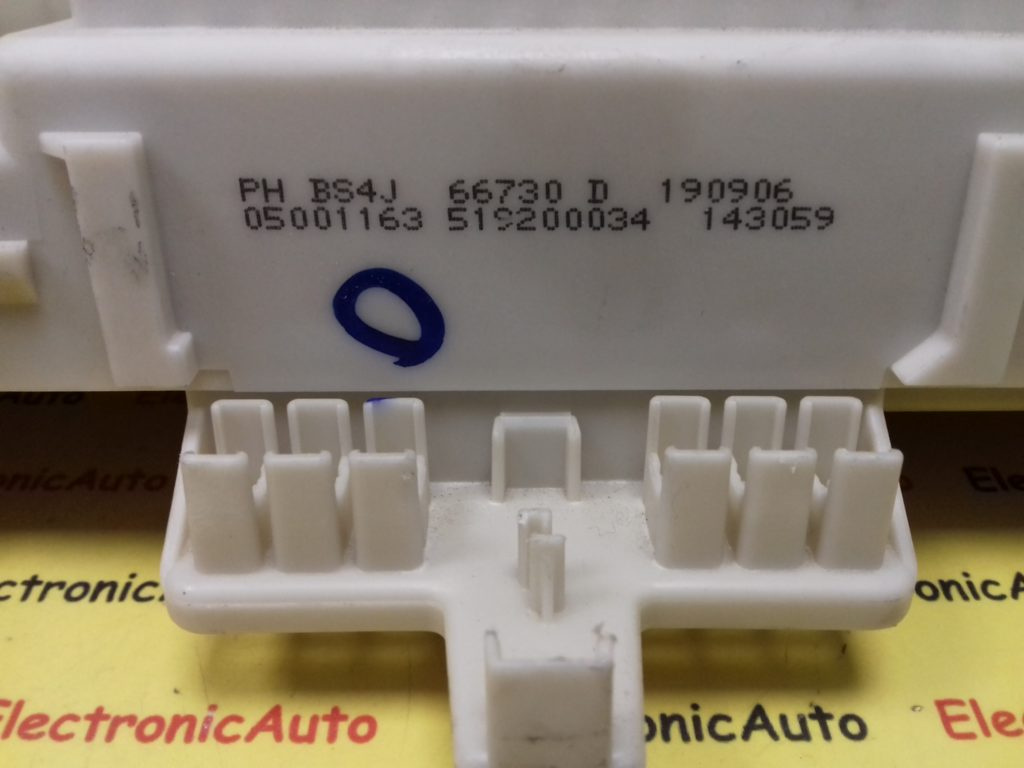 PH BS4J 66730 D 190906
05001163 519200034 143059
ElectronicAuto
ElectronicAuto